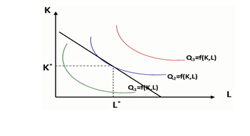 K
Q₃=f(K,L)
K*
Q₂=f(K,L)
Q₁=f(K,L)
L*
L